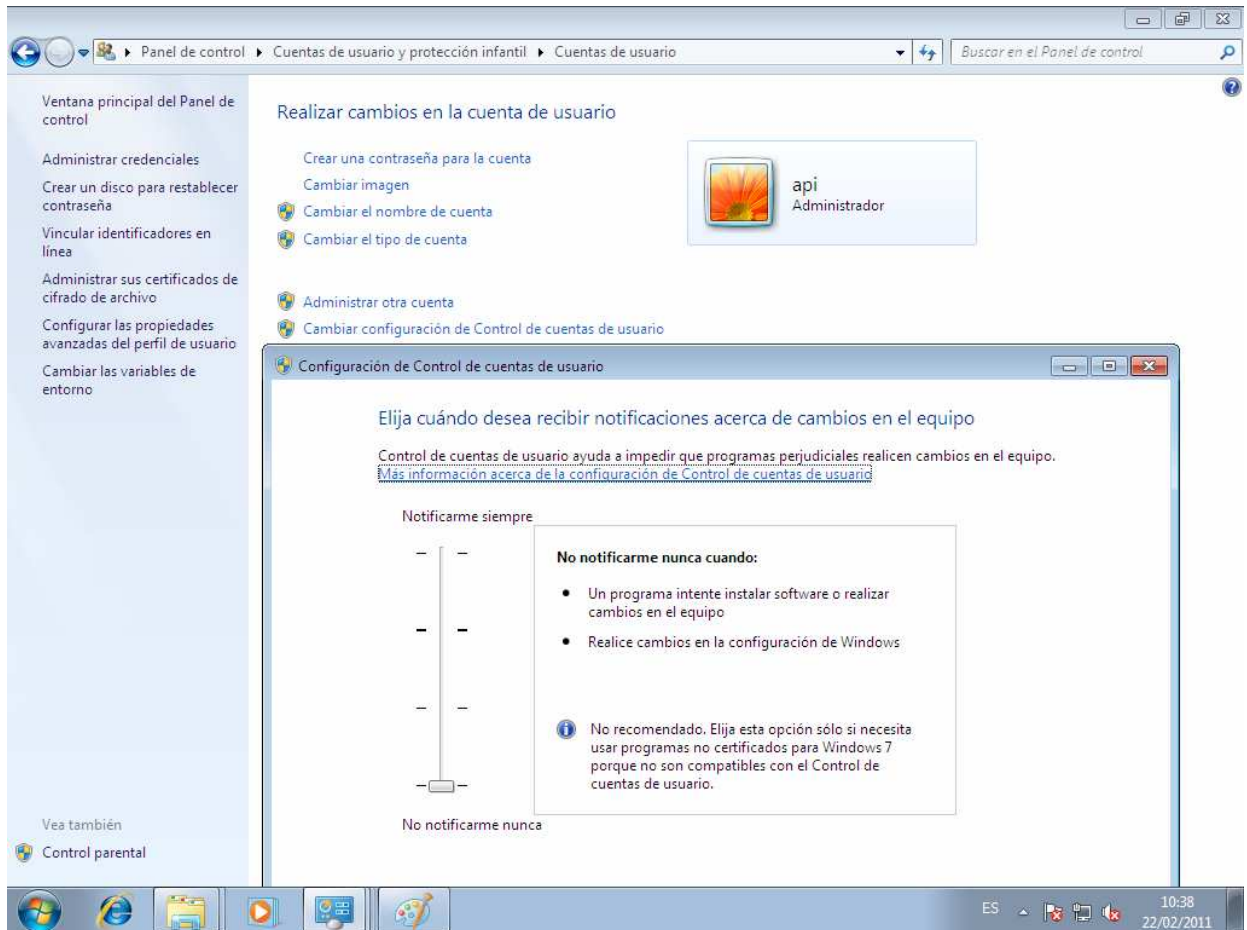 Panel de control
Cuentas de usuario y protección infantil
Cuentas de usuario
Buscar en el Panel de control
Ventana principal del Panel de
control
Administrar credenciales
Crear un disco para restablecer
contraseña
Vincular identificadores en
línea
Administrar sus certificados de
cifrado de archivo
Configurar las propiedades
avanzadas del perfil de usuario
Cambiar las variables de
entorno
Vea también
Control parental
Realizar cambios en la cuenta de usuario
Crear una contraseña para la cuenta
Cambiar imagen
Cambiar el nombre de cuenta
Cambiar el tipo de cuenta
api
Administrador
Administrar otra cuenta
Cambiar configuración de Control de cuentas de usuario
Configuración de Control de cuentas de usuario
Elija cuándo desea recibir notificaciones acerca de cambios en el equipo
Control de cuentas de usuario ayuda a impedir que programas perjudiciales realicen cambios en el equipo.
Más información acerca de la configuración de Control de cuentas de usuario
Notificarme siempre
No notificarme nunca cuando:
Un programa intente instalar software o realizar
cambios en el equipo
Realice cambios en la configuración de Windows
No recomendado. Elija esta opción sólo si necesita
usar programas no certificados para Windows 7
porque no son compatibles con el Control de
cuentas de usuario.
No notificarme nunca
ES
10:38
22/02/2011